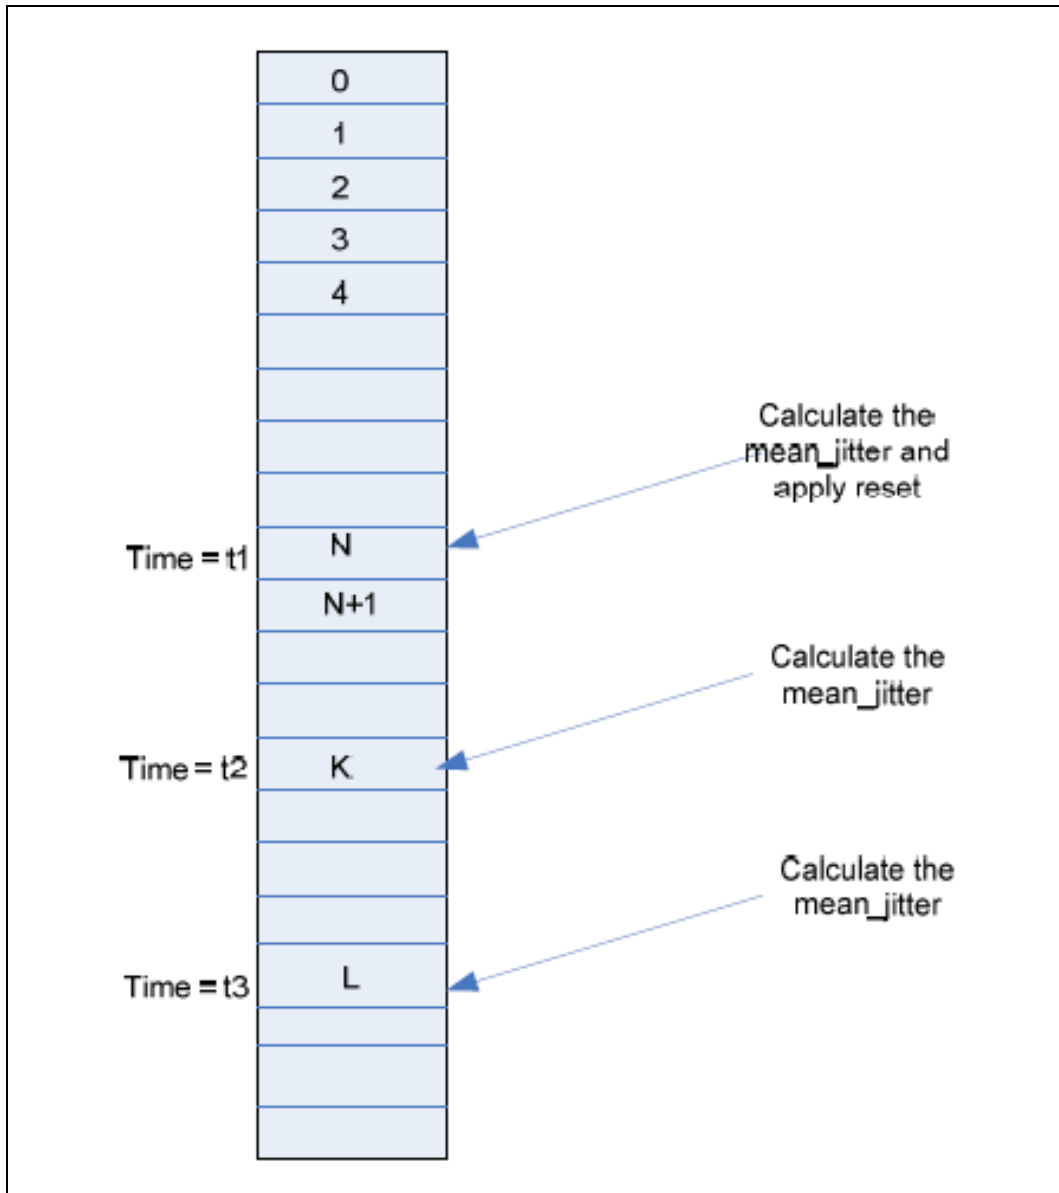 0
1
2
3
4
Calculate the
mean_jitter and
apply reset
Time = t1
N
N+1
Calculate the
mean_jitter
Time = t2
K
Calculate the
mean_jitter
Time = t3
L